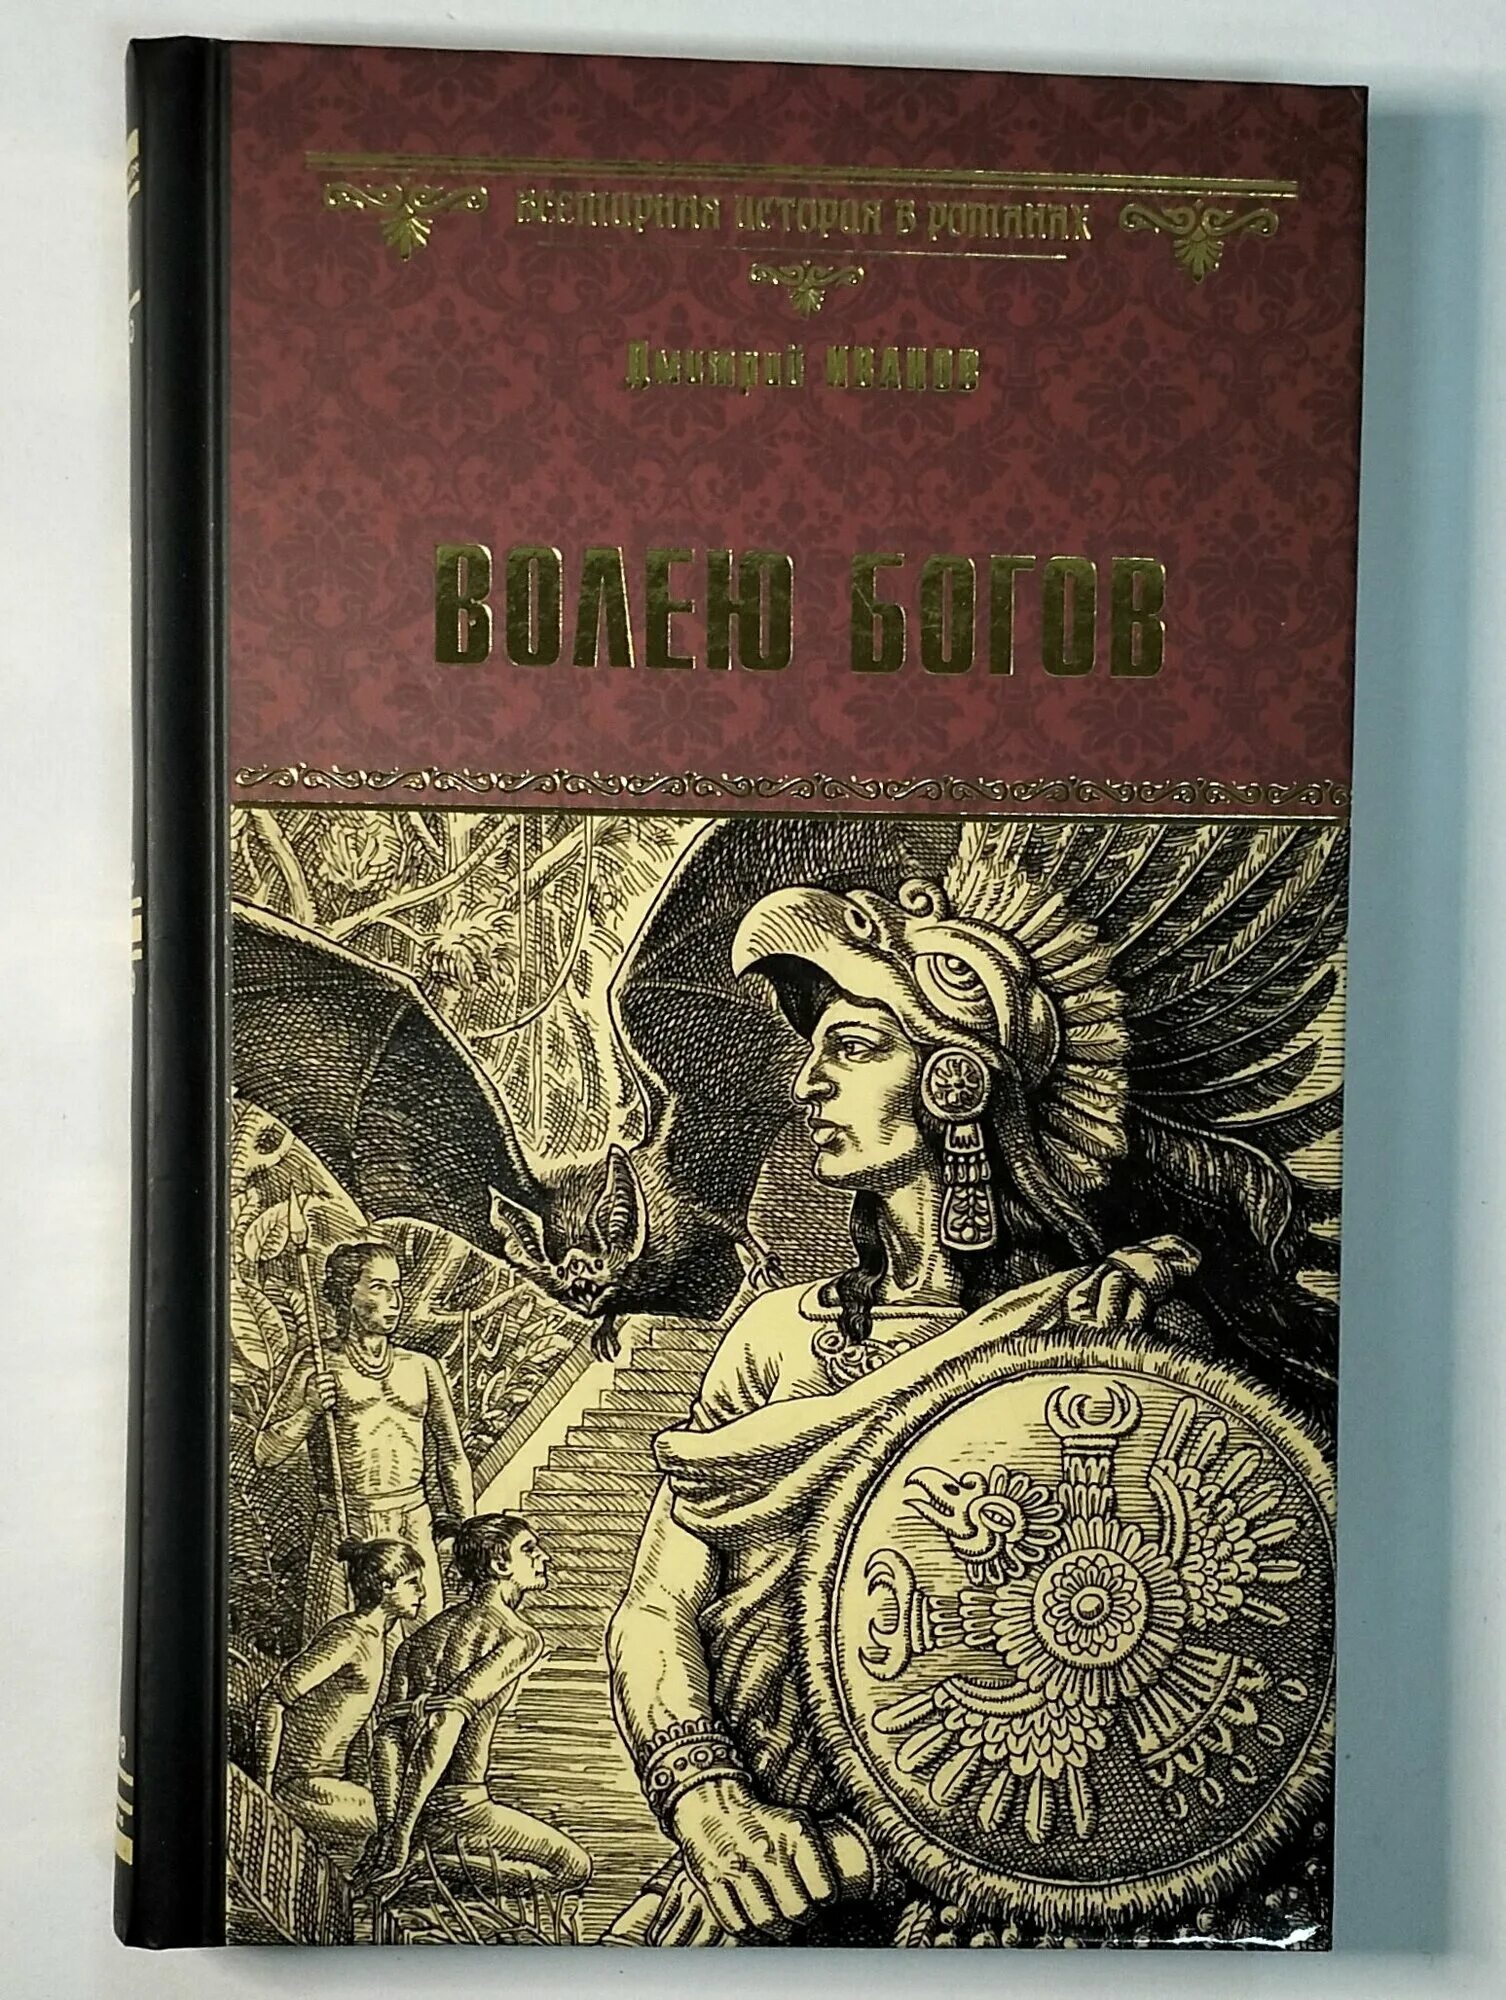 ВСЕМИРНАЯ ИСТОРИЯ В РОМАНАХ
Дмитрий ИВАНОВ
ВОЛЕЮ БОГОВ